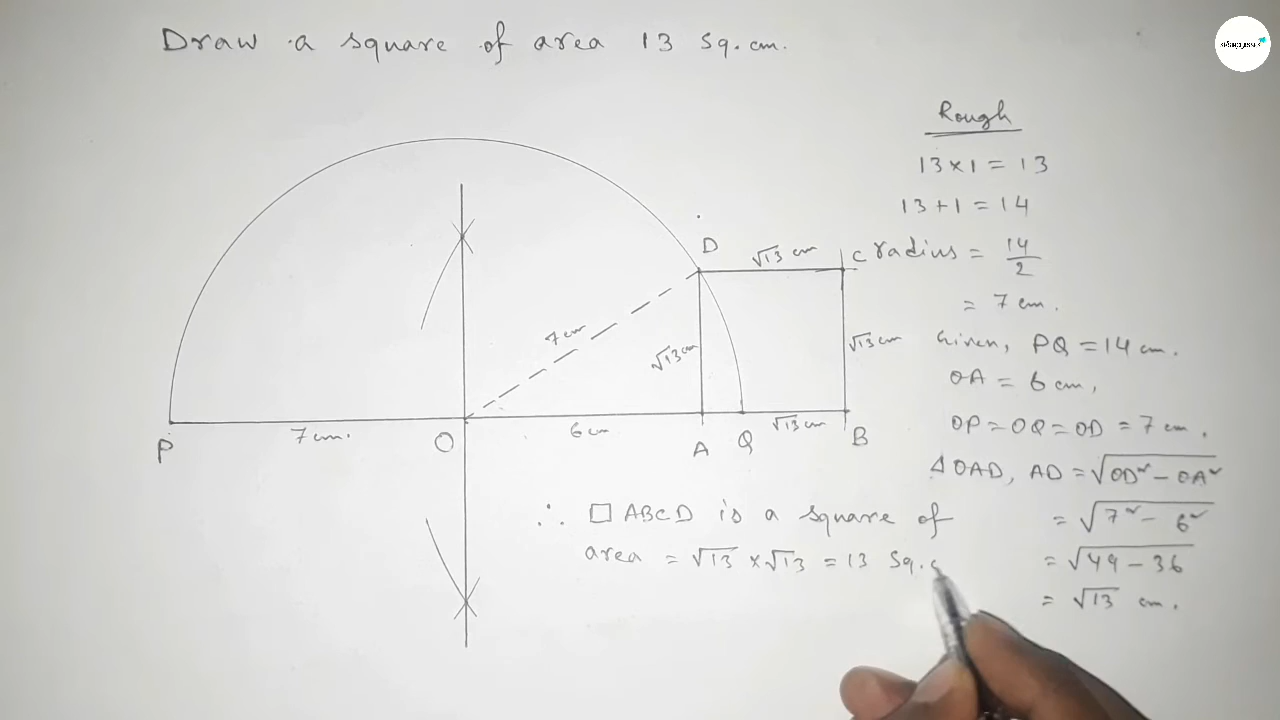 Draw a square of area 13 sq.cm.
Rough
13×1=13
13+1=14
radius = 14/2
= 7 cm.
Given, PQ=14 cm.
OA = 6 cm,
OP=OQ=OD = 7 cm.
Δ OAD, AD = √OD² - OA²
= √7² - 6²
= √49 - 36
= √13 cm.
D
√13 cm
C
7 cm
√13 cm
√13 cm
P
7 cm.
O
6 cm
A
Q
√13 cm
B
∴ □ ABCD is a square of
area = √13 ×√13 = 13 Sq.c